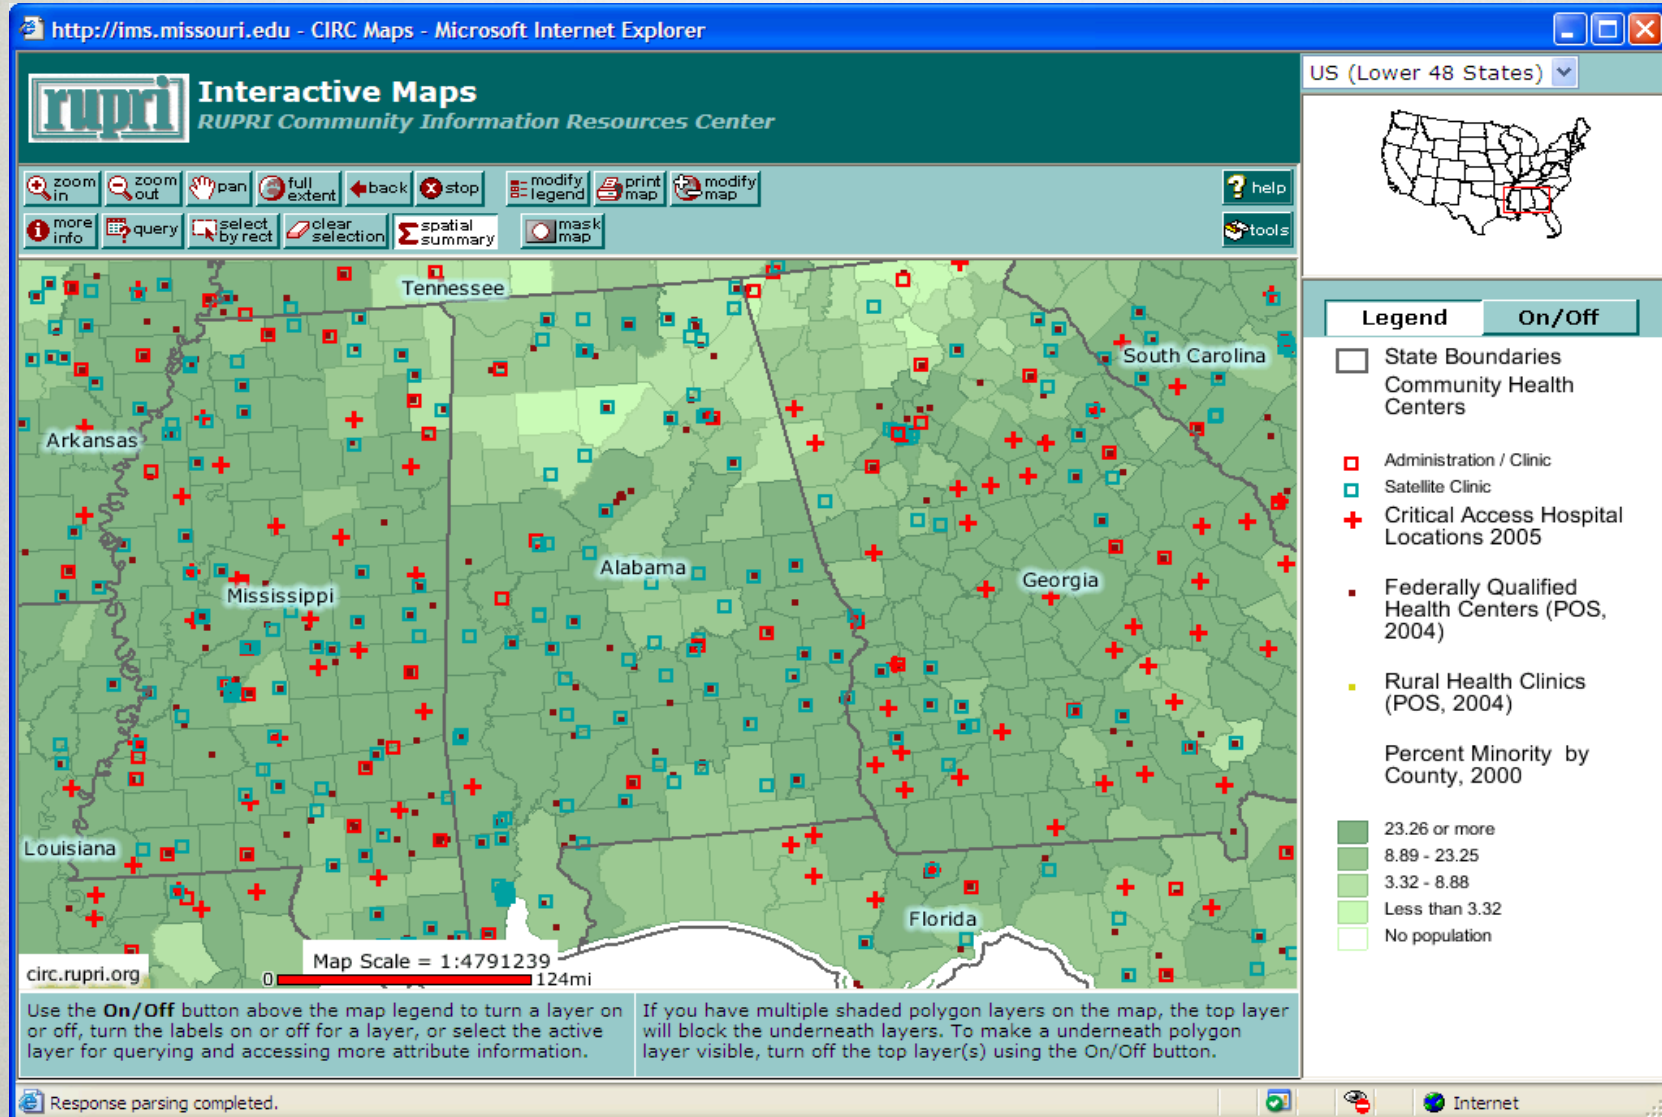 http://ims.missouri.edu - CIRC Maps - Microsoft Internet Explorer
rupri
Interactive Maps
RUPRI Community Information Resources Center
US (Lower 48 States)
zoom in
zoom out
pan
full extent
back
stop
modify legend
print map
modify map
help
more info
query
select by rect
clear selection
spatial summary
mask map
tools
Tennessee
South Carolina
Arkansas
Alabama
Mississippi
Georgia
Louisiana
Florida
circ.rupri.org
Map Scale = 1:4791239
0
124mi
Legend
On/Off
State Boundaries
Community Health
Centers
Administration / Clinic
Satellite Clinic
Critical Access Hospital
Locations 2005
Federally Qualified
Health Centers (POS,
2004)
Rural Health Clinics
(POS, 2004)
Percent Minority by
County, 2000
23.26 or more
8.89 - 23.25
3.32 - 8.88
Less than 3.32
No population
Use the On/Off button above the map legend to turn a layer on
or off, turn the labels on or off for a layer, or select the active
layer for querying and accessing more attribute information.
If you have multiple shaded polygon layers on the map, the top layer
will block the underneath layers. To make a underneath polygon
layer visible, turn off the top layer(s) using the On/Off button.
Response parsing completed.
Internet